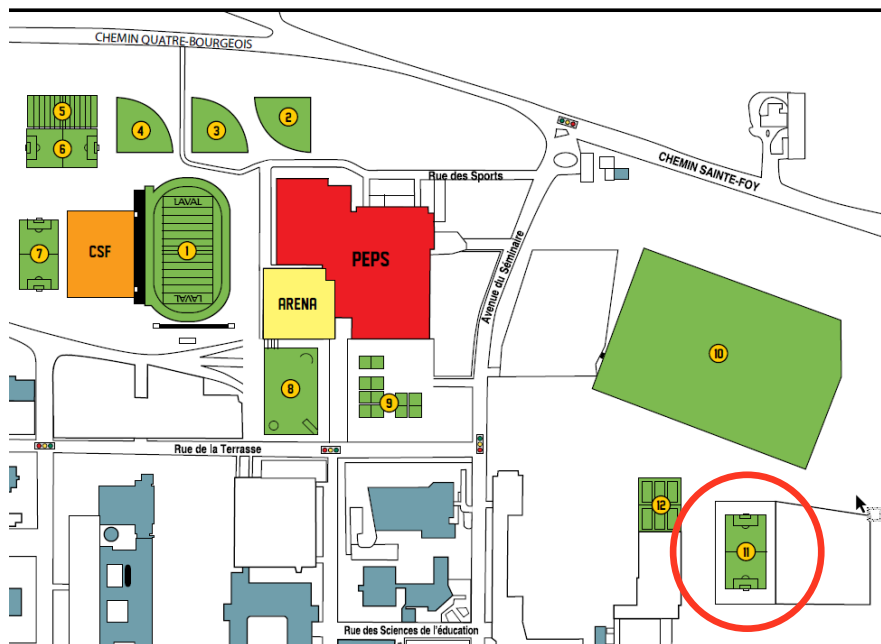 CHEMIN QUATRE-BOURGEOIS
5
4
3
2
6
CHEMIN SAINTE-FOY
Rue des Sports
LAVAL
7
CSF
1
PEPS
Avenue du Séminaire
LAVAL
ARENA
10
8
9
Rue de la Terrasse
12
11
Rue des Sciences de l'éducation